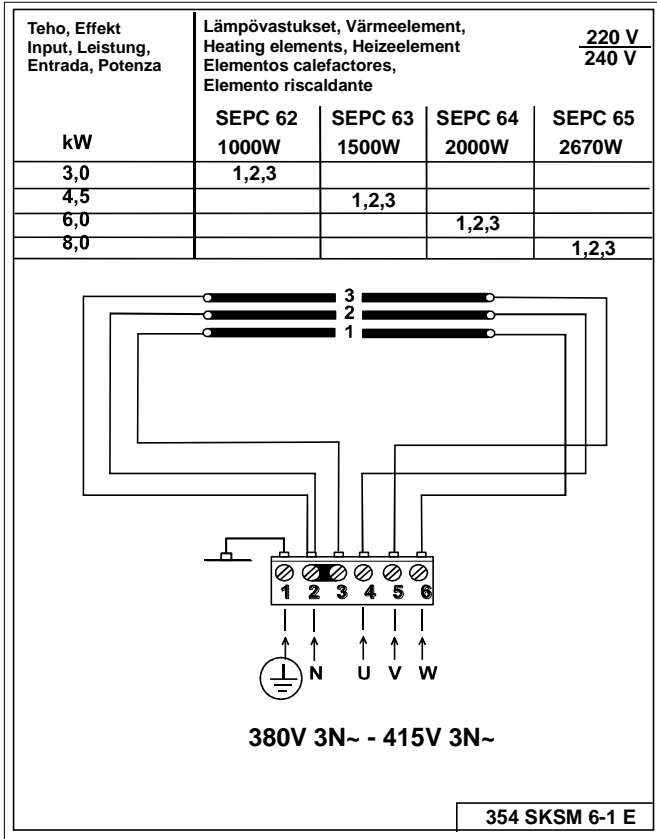 Teho, Effekt
Input, Leistung,
Entrada, Potenza
Lämpövastukset, Värmeelement,
Heating elements, Heizeelement
Elementos calefactores,
Elemento riscaldante
220 V
240 V
kW
SEPC 62 SEPC 63 SEPC 64 SEPC 65
1000W 1500W 2000W 2670W
3,0 1,2,3
4,5 1,2,3
6,0 1,2,3
8,0 1,2,3
3
2
1
1 2 3 4 5 6
N U V W
380V 3N~ - 415V 3N~
354 SKSM 6-1 E